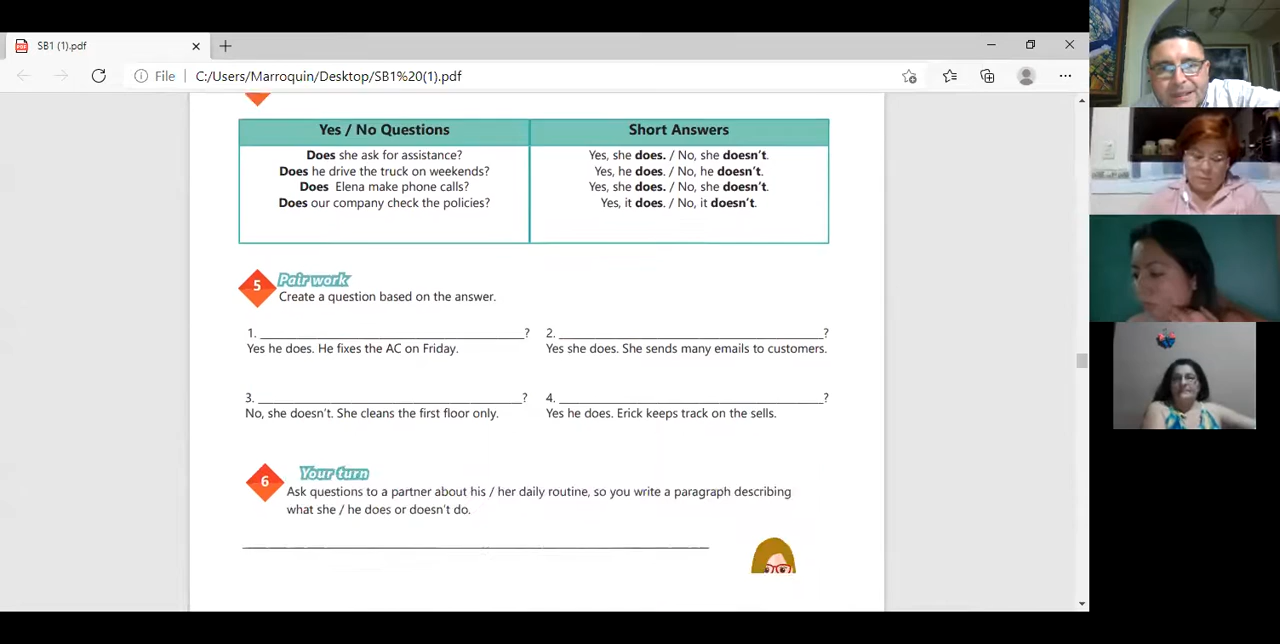 SB1 (1).pdf
File
C:/Users/Marroquin/Desktop/SB1%20(1).pdf
Yes / No Questions
Short Answers
Does she ask for assistance?
Yes, she does. / No, she doesn't.
Does he drive the truck on weekends?
Yes, he does. / No, he doesn't.
Does Elena make phone calls?
Yes, she does. / No, she doesn't.
Does our company check the policies?
Yes, it does. / No, it doesn't.
5
Pair work
Create a question based on the answer.
1. ______________________________?
Yes he does. He fixes the AC on Friday.
2. ______________________________?
Yes she does. She sends many emails to customers.
3. ______________________________?
No, she doesn't. She cleans the first floor only.
4. ______________________________?
Yes he does. Erick keeps track on the sells.
6
Your turn
Ask questions to a partner about his / her daily routine, so you write a paragraph describing
what she / he does or doesn't do.